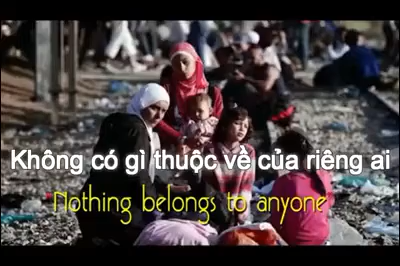 Không có gì thuộc về của riêng ai
Nothing belongs to anyone